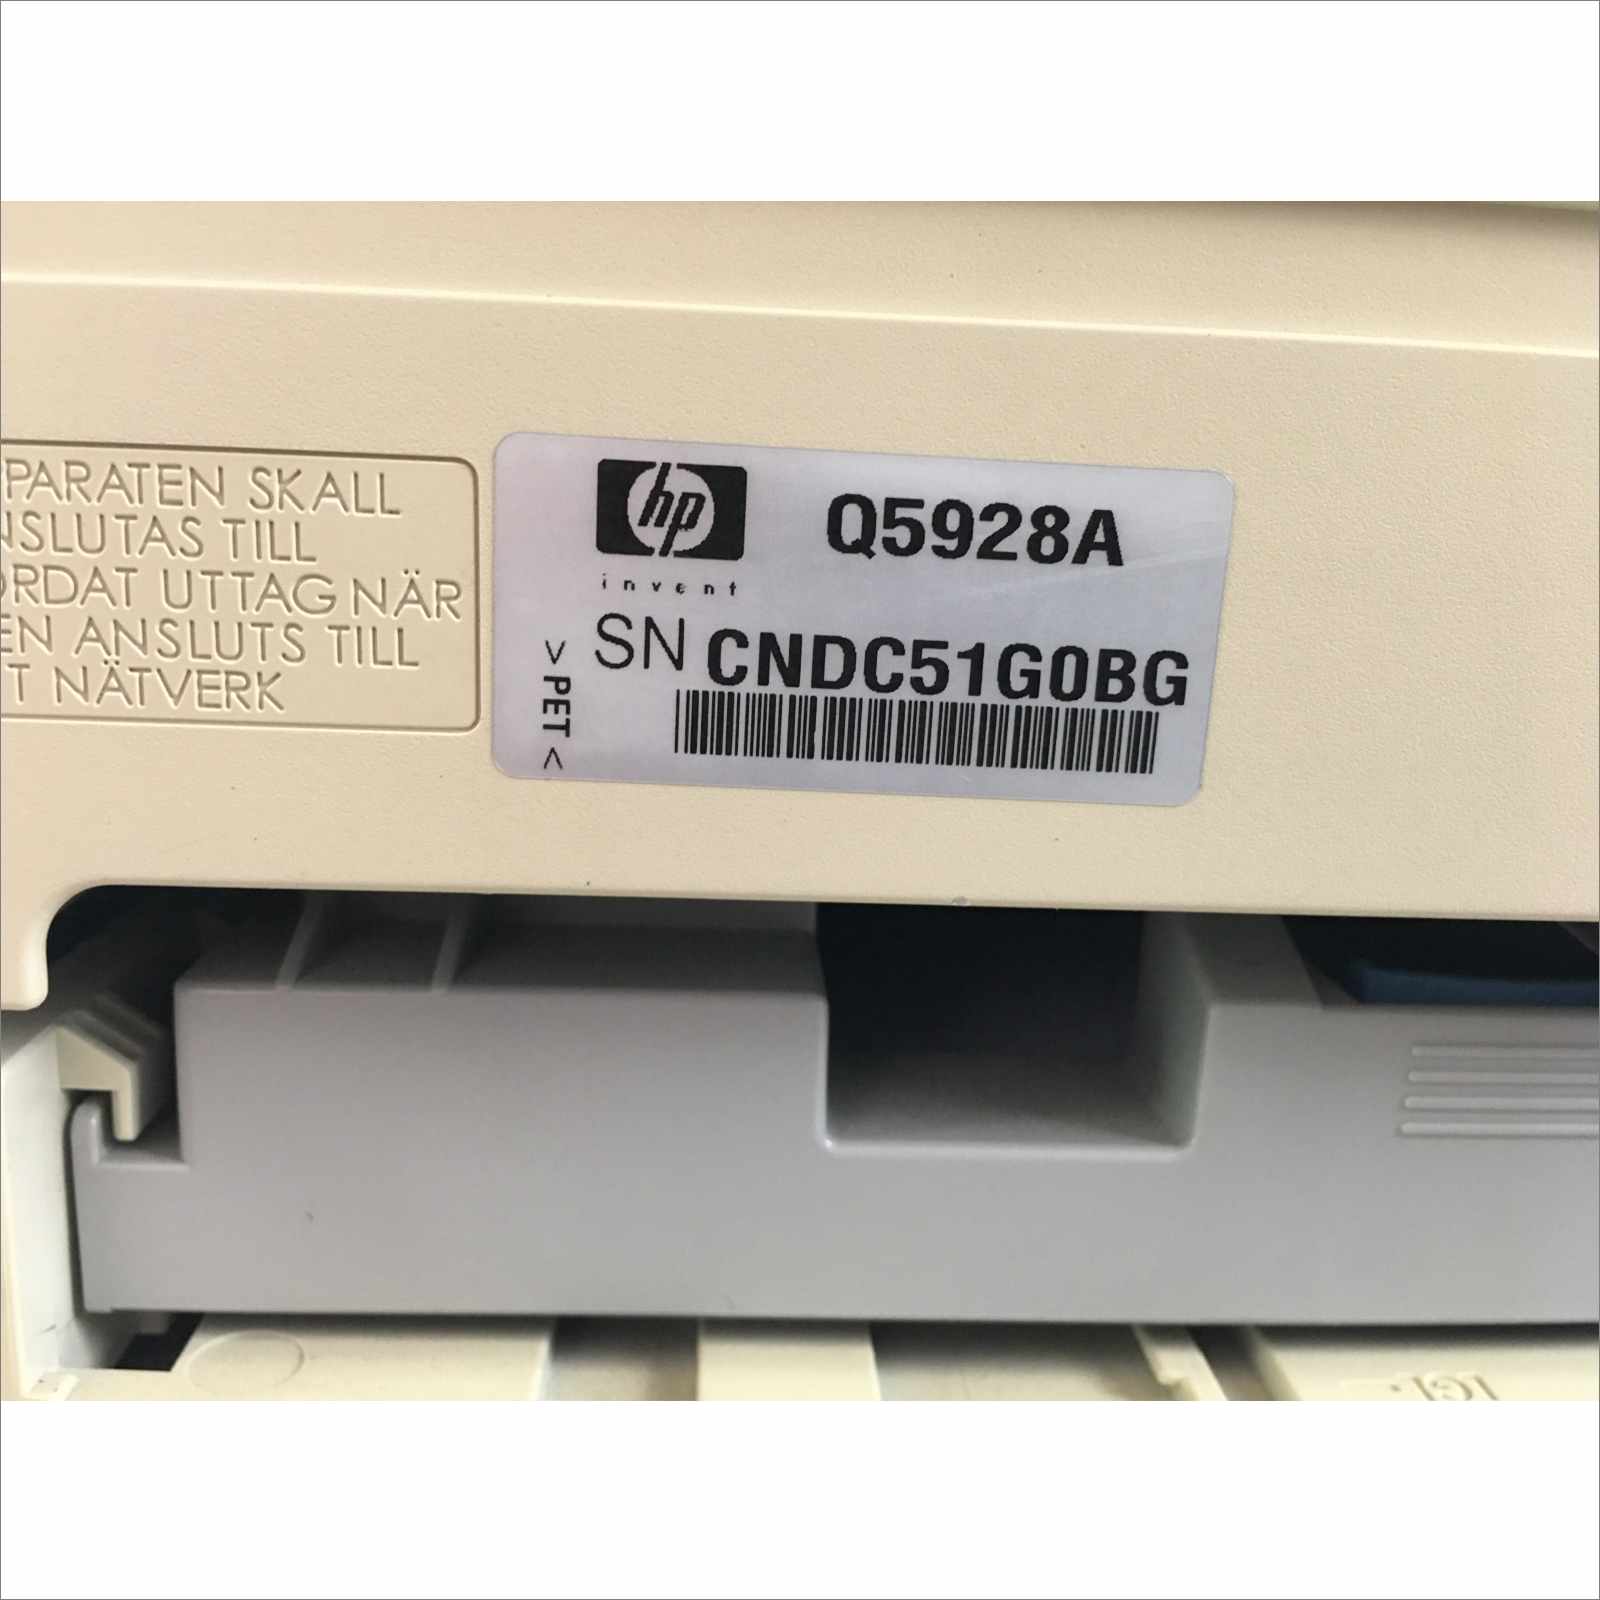 PARATEN SKALL
NSLUTAS TILL
ORDAT UTTAG NÄR
EN ANSLUTS TILL
T NÄTVERK
hp
invent
Q5928A
SN CNDC51G0BG
>PET<